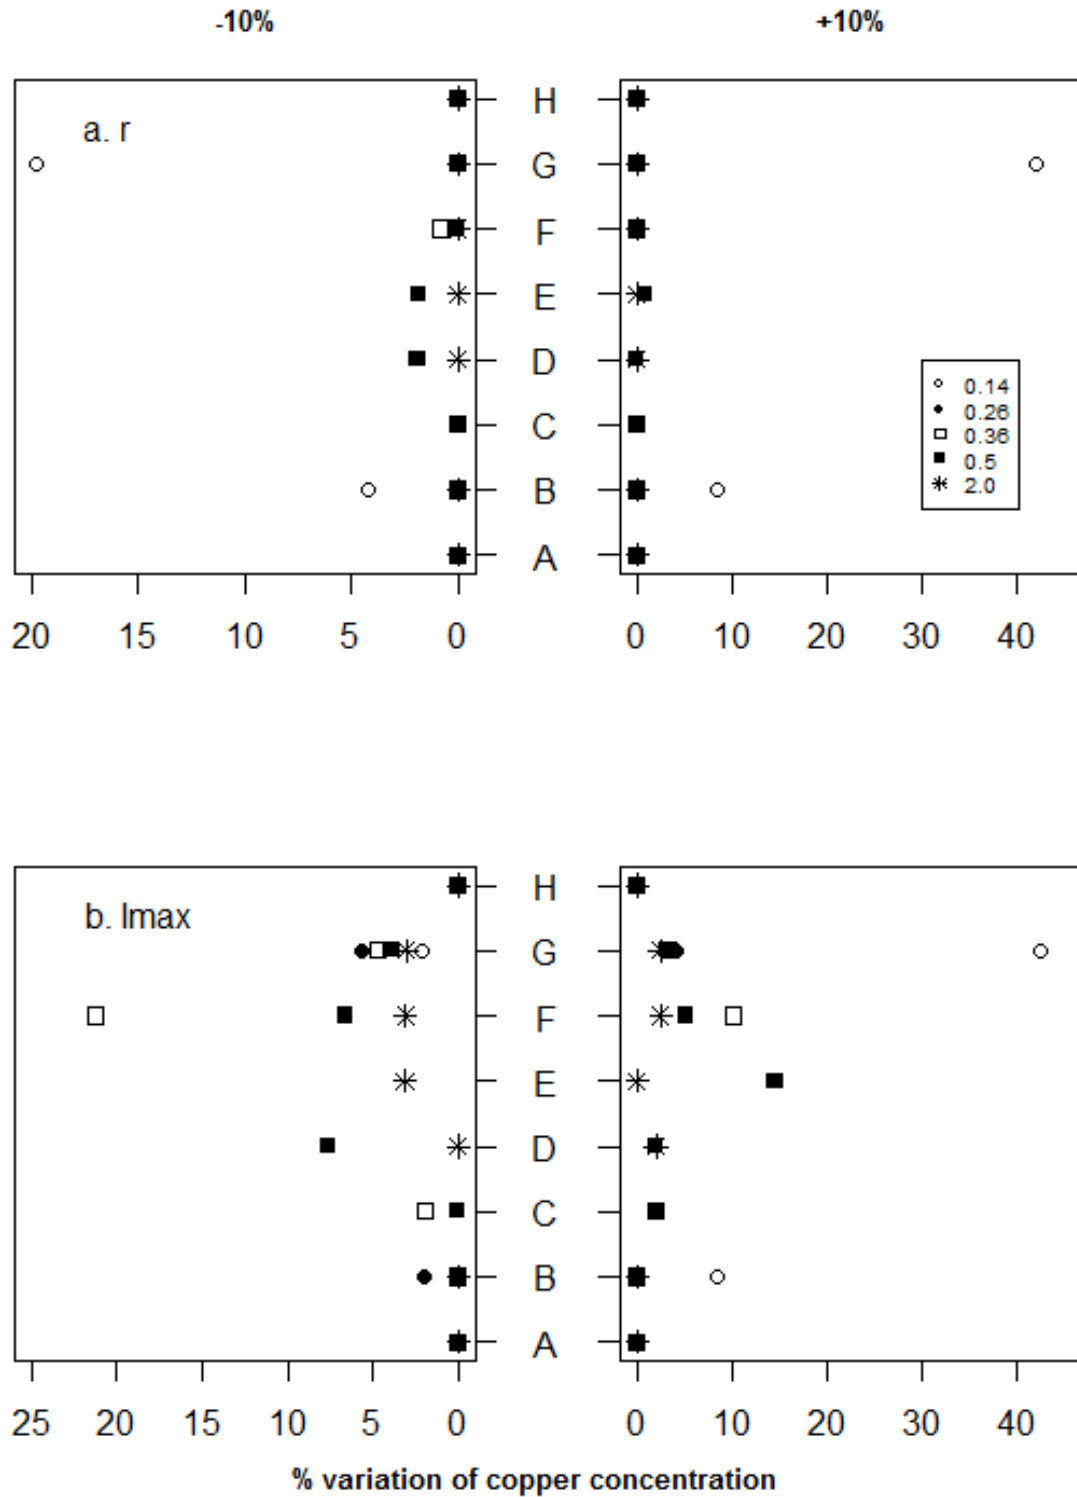 -10% +10%
a. r
H
G
F
E
D
C
B
A
0.14
0.26
0.36
0.5
2.0
20 15 10 5 0 0 10 20 30 40
b. Imax
H
G
F
E
D
C
B
A
25 20 15 10 5 0 0 10 20 30 40
% variation of copper concentration